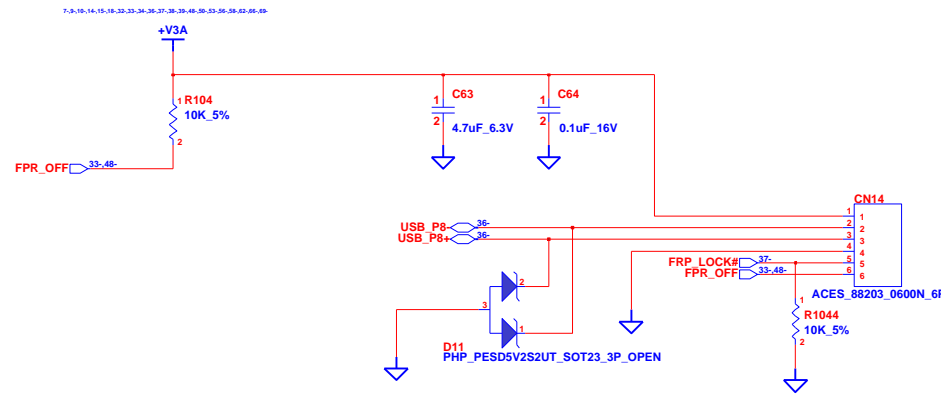 7-,9-,10-,14-,15-,18-,32-,33-,34-,36-,37-,38-,39-,48-,50-,53-,56-,58-,62-,66-,69-
+V3A
1
R104
10K_5%
2
FPR_OFF 33-,48-
1
C63
2
4.7uF_6.3V
1
C64
2
0.1uF_16V
CN14
USB_P8- 36-
USB_P8+ 36-
1 1
2 2
3 3
4 4
5 5
6 6
FRP_LOCK# 37-
FPR_OFF 33-,48-
ACES_88203_0600N_6P
1
R1044
10K_5%
2
3
2
1
D11
PHP_PESD5V2S2UT_SOT23_3P_OPEN